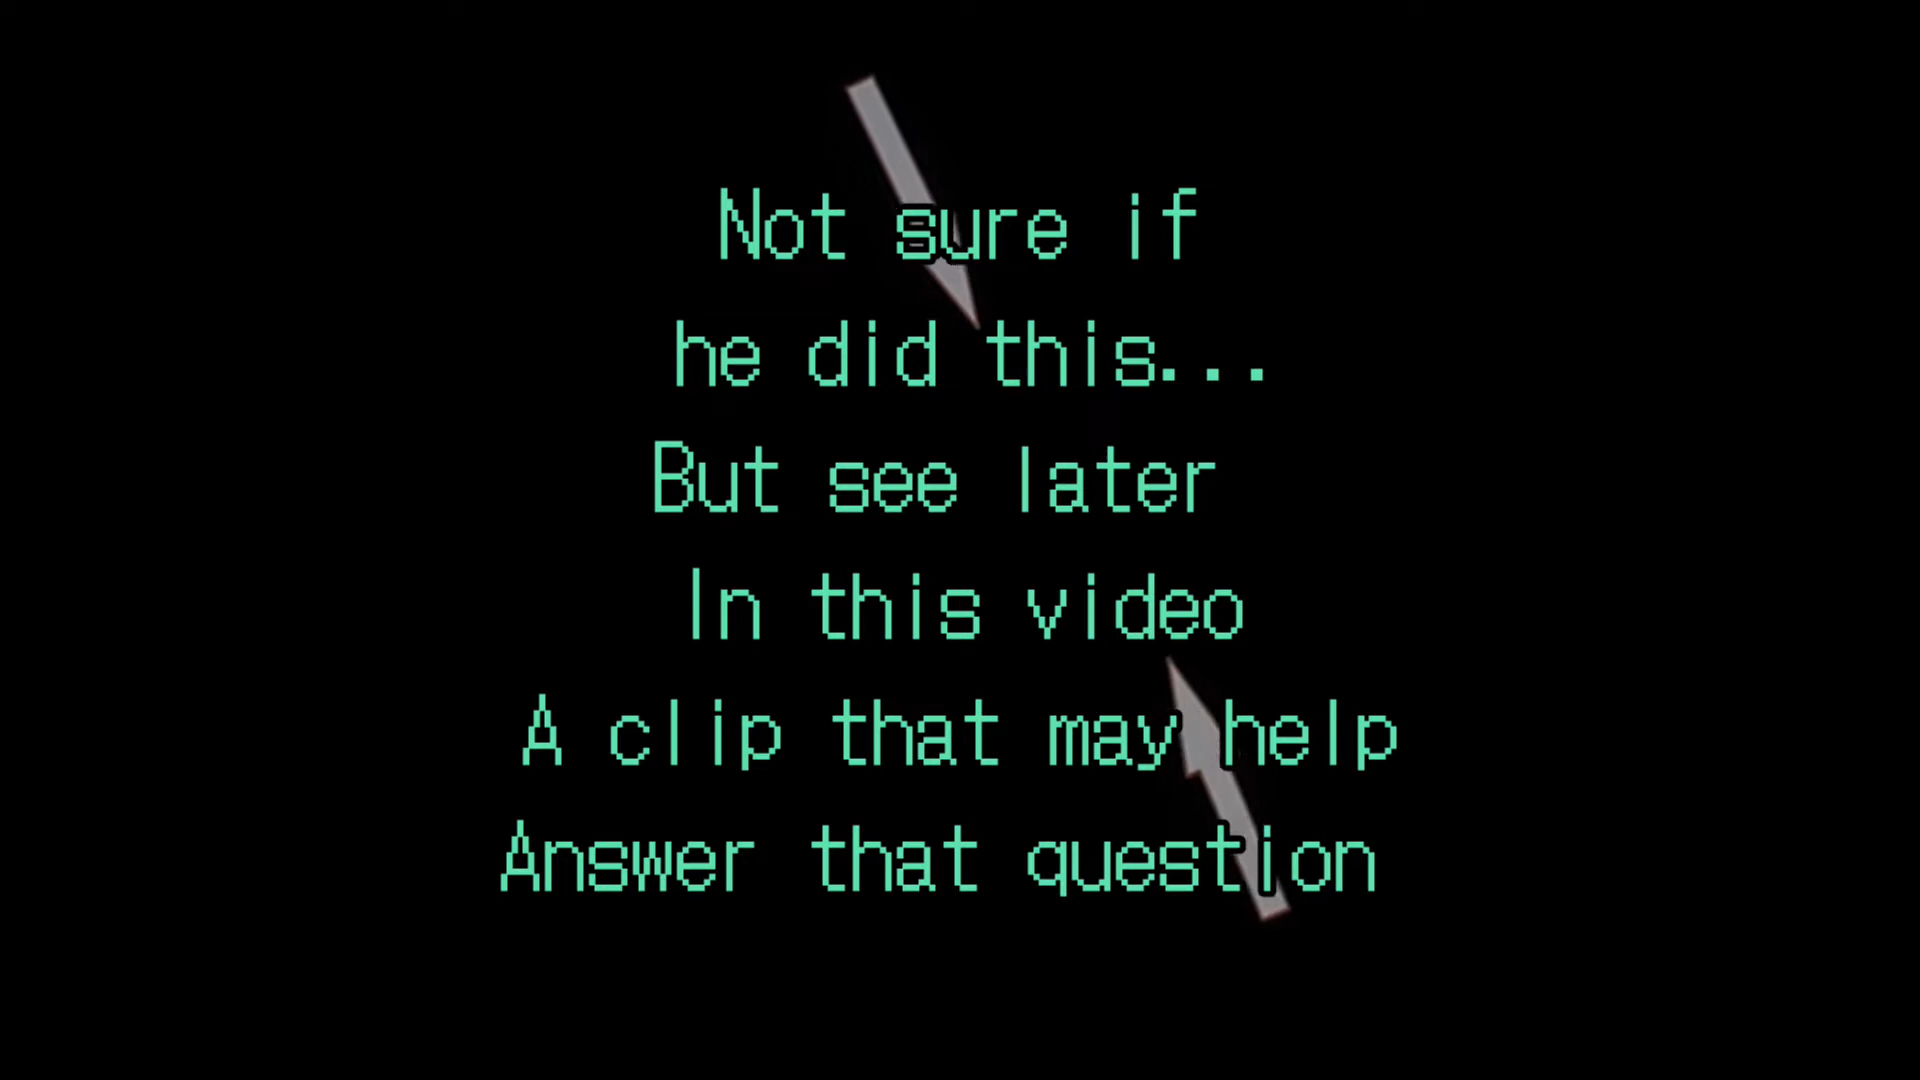 Not sure if
he did this...
But see later
In this video
A clip that may help
Answer that question